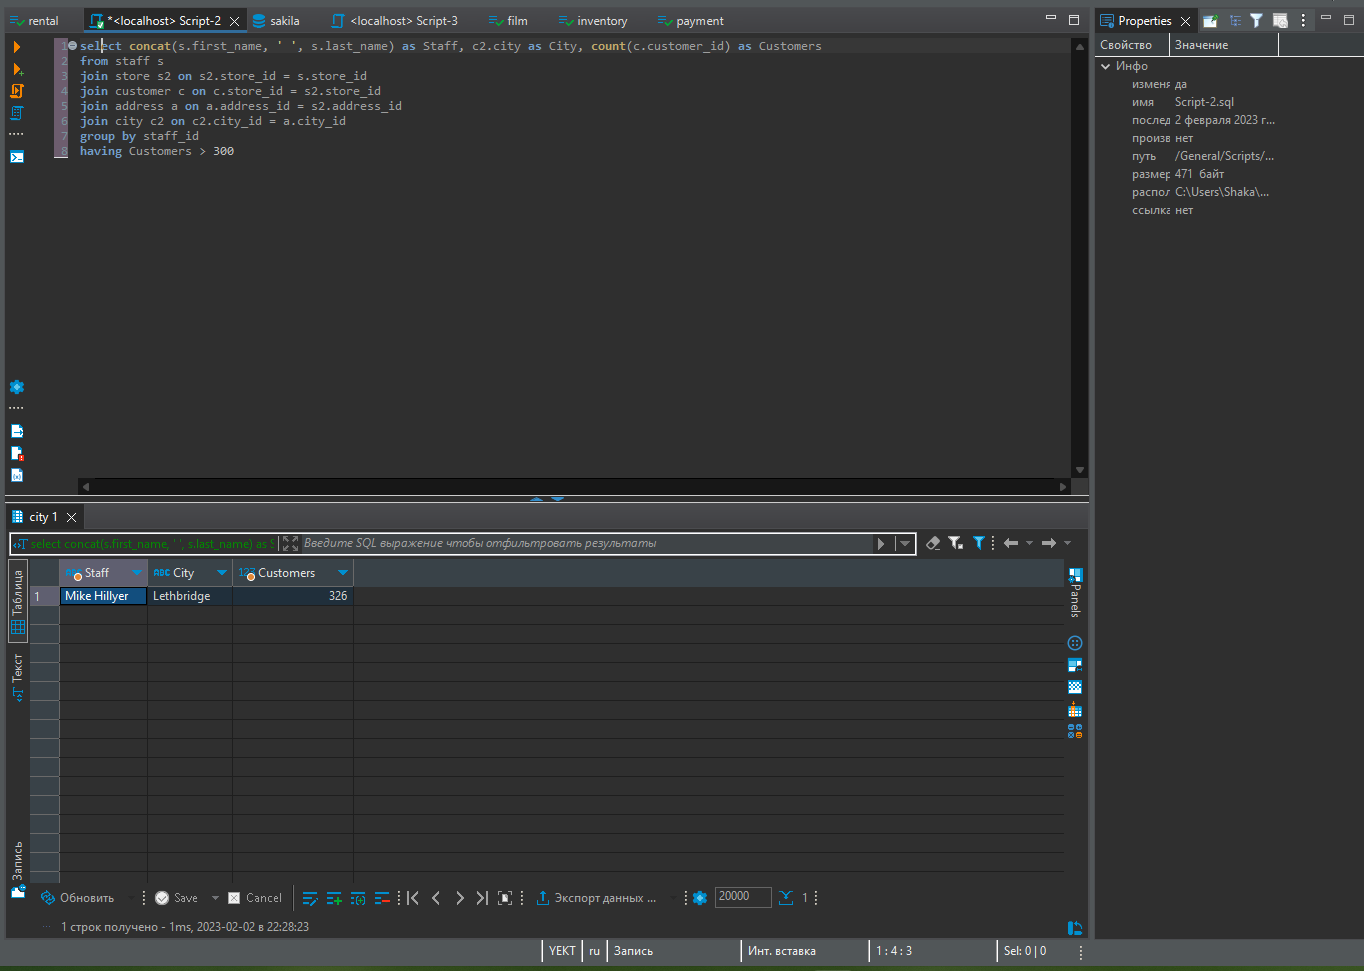 rental
*<localhost> Script-2
sakila
<localhost> Script-3
film
inventory
payment
Properties
Свойство
Значение
Инфо
изменя да
имя Script-2.sql
послед 2 февраля 2023 г...
произв нет
путь /General/Scripts/...
размер 471 байт
распол C:\Users\Shaka\...
ссылка нет
1 select concat(s.first_name, ' ', s.last_name) as Staff, c2.city as City, count(c.customer_id) as Customers
2 from staff s
3 join store s2 on s2.store_id = s.store_id
4 join customer c on c.store_id = s2.store_id
5 join address a on a.address_id = s2.address_id
6 join city c2 on c2.city_id = a.city_id
7 group by staff_id
8 having Customers > 300
city 1
select concat(s.first_name, ' ', s.last_name) as S
Введите SQL выражение чтобы отфильтровать результаты
Таблица
Текст
Запись
Staff
ABC City
123 Customers
1 Mike Hillyer Lethbridge 326
Panels
Обновить
Save
Cancel
Экспорт данных ...
20000
1
1 строк получено - 1ms, 2023-02-02 в 22:28:23
YEKT
ru
Запись
Инт. вставка
1 : 4 : 3
Sel: 0 | 0